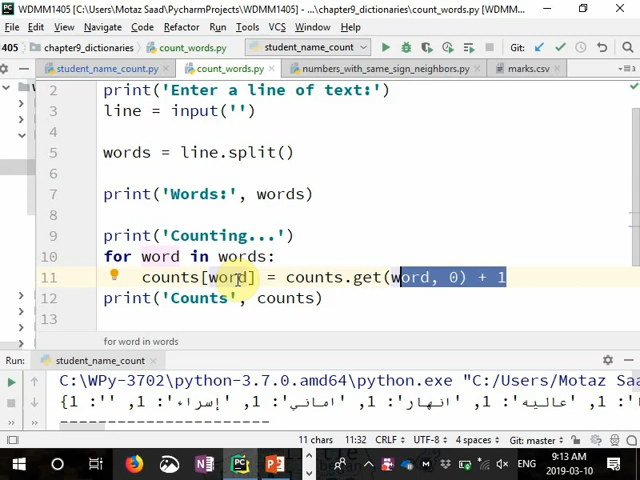 WDMM1405 [C:\Users\Motaz Saad\PycharmProjects\WDMM1405] - ...\chapter9_dictionaries\count_words.py - ...
File Edit View Navigate Code Refactor Run Tools VCS Window Help
1405 chapter9_dictionaries count_words.py student_name_count Git:
student_name_count.py count_words.py numbers_with_same_sign_neighbors.py marks.csv
2 print('Enter a line of text:')
3 line = input('')
4
5 words = line.split()
6
7 print('Words:', words)
8
9 print('Counting...')
10 for word in words:
11 counts[word] = counts.get(word, 0) + 1
12 print('Counts', counts)
13
for word in words
Run: student_name_count
C:\WPy-3702\python-3.7.0.amd64\python.exe "C:/Users/Motaz Sa
{'': 1, 'إسراء': 1, 'اماني': 1, 'انهار': 1, 'عاليه': 1, '
----------------------
11 chars 11:32 CRLF UTF-8 4 spaces Git: master
ENG 9:13 AM 2019-03-10